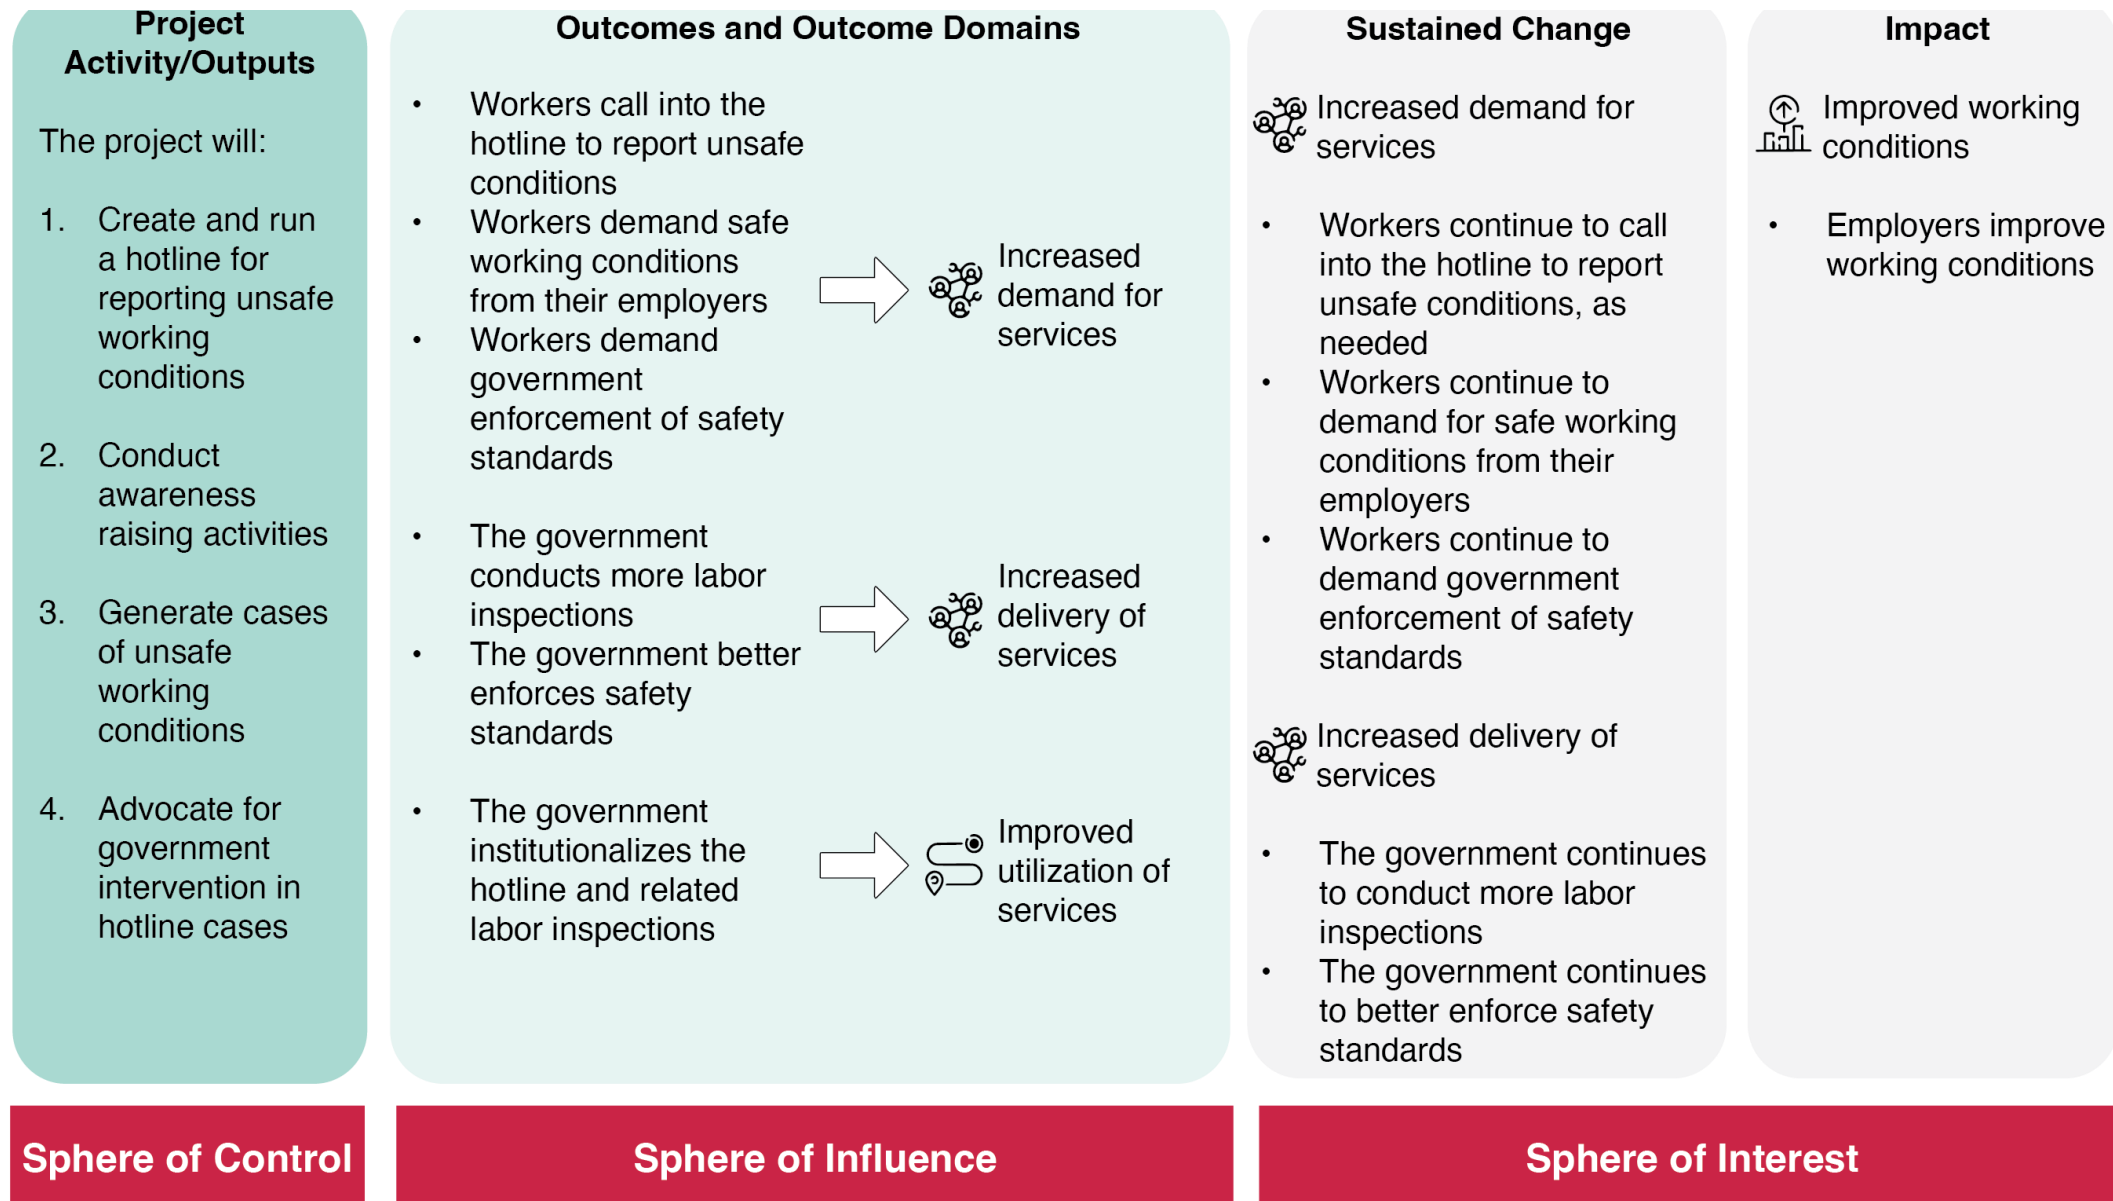 Project
Activity/Outputs
The project will:
1. Create and run
a hotline for
reporting unsafe
working
conditions
2. Conduct
awareness
raising activities
3. Generate cases
of unsafe
working
conditions
4. Advocate for
government
intervention in
hotline cases
Sphere of Control
Outcomes and Outcome Domains
• Workers call into the
hotline to report unsafe
conditions
• Workers demand safe
working conditions
from their employers
• Workers demand
government
enforcement of safety
standards
Increased
demand for
services
• The government
conducts more labor
inspections
• The government better
enforces safety
standards
Increased
delivery of
services
• The government
institutionalizes the
hotline and related
labor inspections
Improved
utilization of
services
Sphere of Influence
Sustained Change
Increased demand for
services
• Workers continue to call
into the hotline to report
unsafe conditions, as
needed
• Workers continue to
demand for safe working
conditions from their
employers
• Workers continue to
demand government
enforcement of safety
standards
Increased delivery of
services
• The government continues
to conduct more labor
inspections
• The government continues
to better enforce safety
standards
Impact
Improved working
conditions
• Employers improve
working conditions
Sphere of Interest